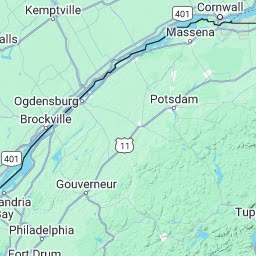 Kemptville
401
Cornwall
alls
Massena
Ogdensburg
Potsdam
Brockville
11
401
Gouverneur
andria
Bay
Tup
Philadelphia
Fort Drum